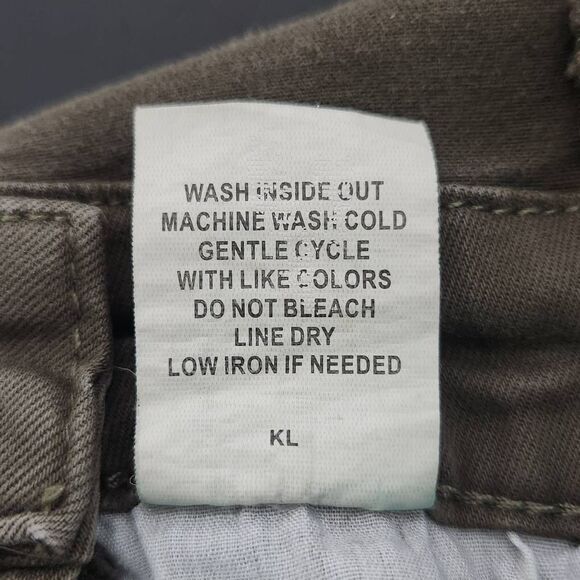 WASH INSIDE OUT
MACHINE WASH COLD
GENTLE CYCLE
WITH LIKE COLORS
DO NOT BLEACH
LINE DRY
LOW IRON IF NEEDED
KL